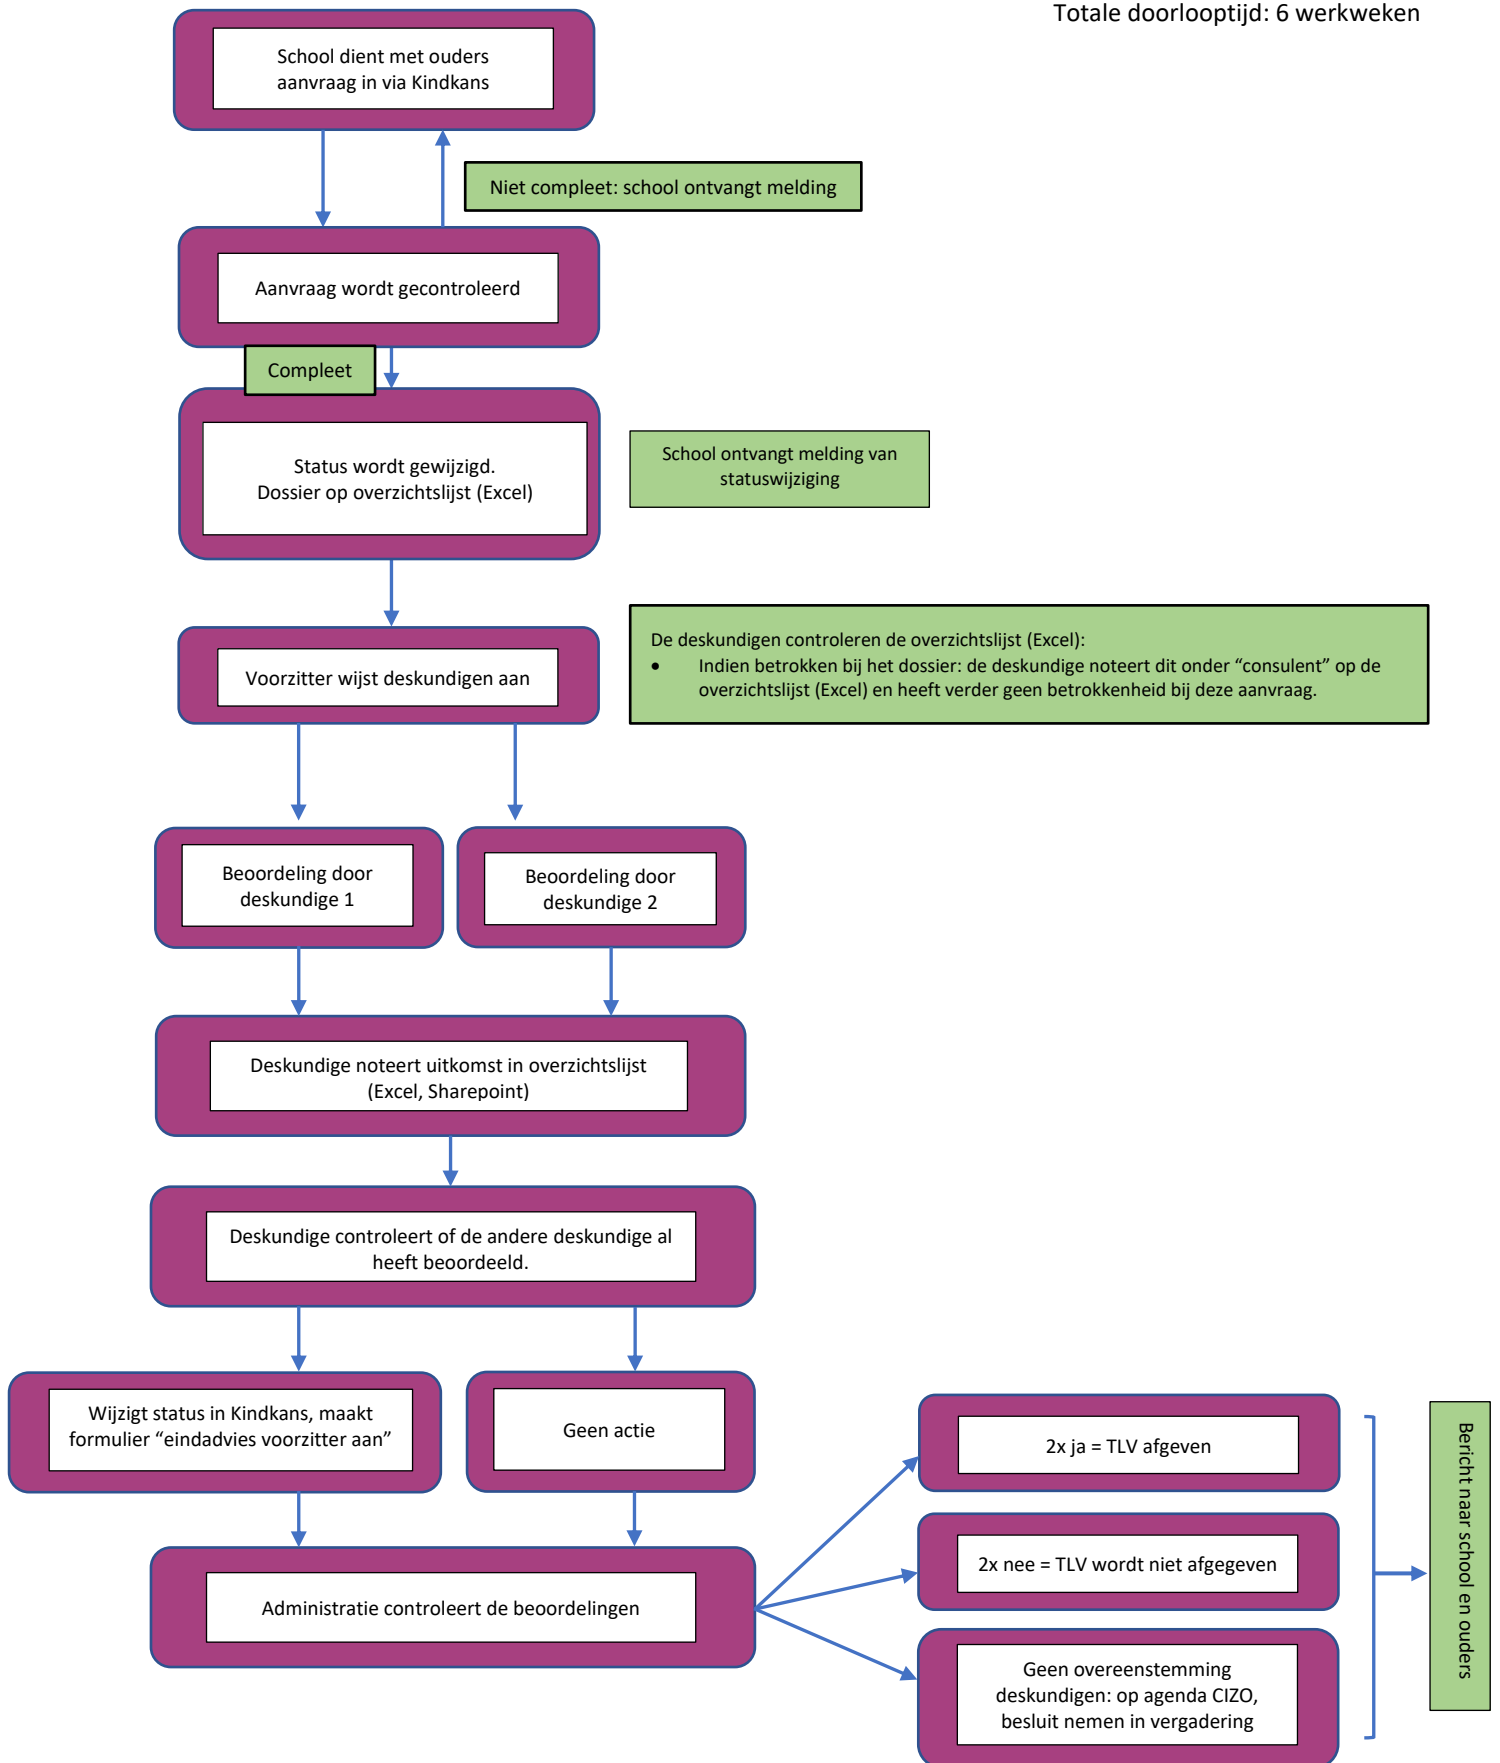 Totale doorlooptijd: 6 werkweken
School dient met ouders
aanvraag in via Kindkans
Niet compleet: school ontvangt melding
Aanvraag wordt gecontroleerd
Compleet
Status wordt gewijzigd.
Dossier op overzichtslijst (Excel)
School ontvangt melding van
statuswijziging
Voorzitter wijst deskundigen aan
De deskundigen controleren de overzichtslijst (Excel):
• Indien betrokken bij het dossier: de deskundige noteert dit onder “consulent” op de
overzichtslijst (Excel) en heeft verder geen betrokkenheid bij deze aanvraag.
Beoordeling door
deskundige 1
Beoordeling door
deskundige 2
Deskundige noteert uitkomst in overzichtslijst
(Excel, Sharepoint)
Deskundige controleert of de andere deskundige al
heeft beoordeeld.
Wijzigt status in Kindkans, maakt
formulier “eindadvies voorzitter aan”
Geen actie
Administratie controleert de beoordelingen
2x ja = TLV afgeven
2x nee = TLV wordt niet afgegeven
Geen overeenstemming
deskundigen: op agenda CIZO,
besluit nemen in vergadering
Bericht naar school en ouders